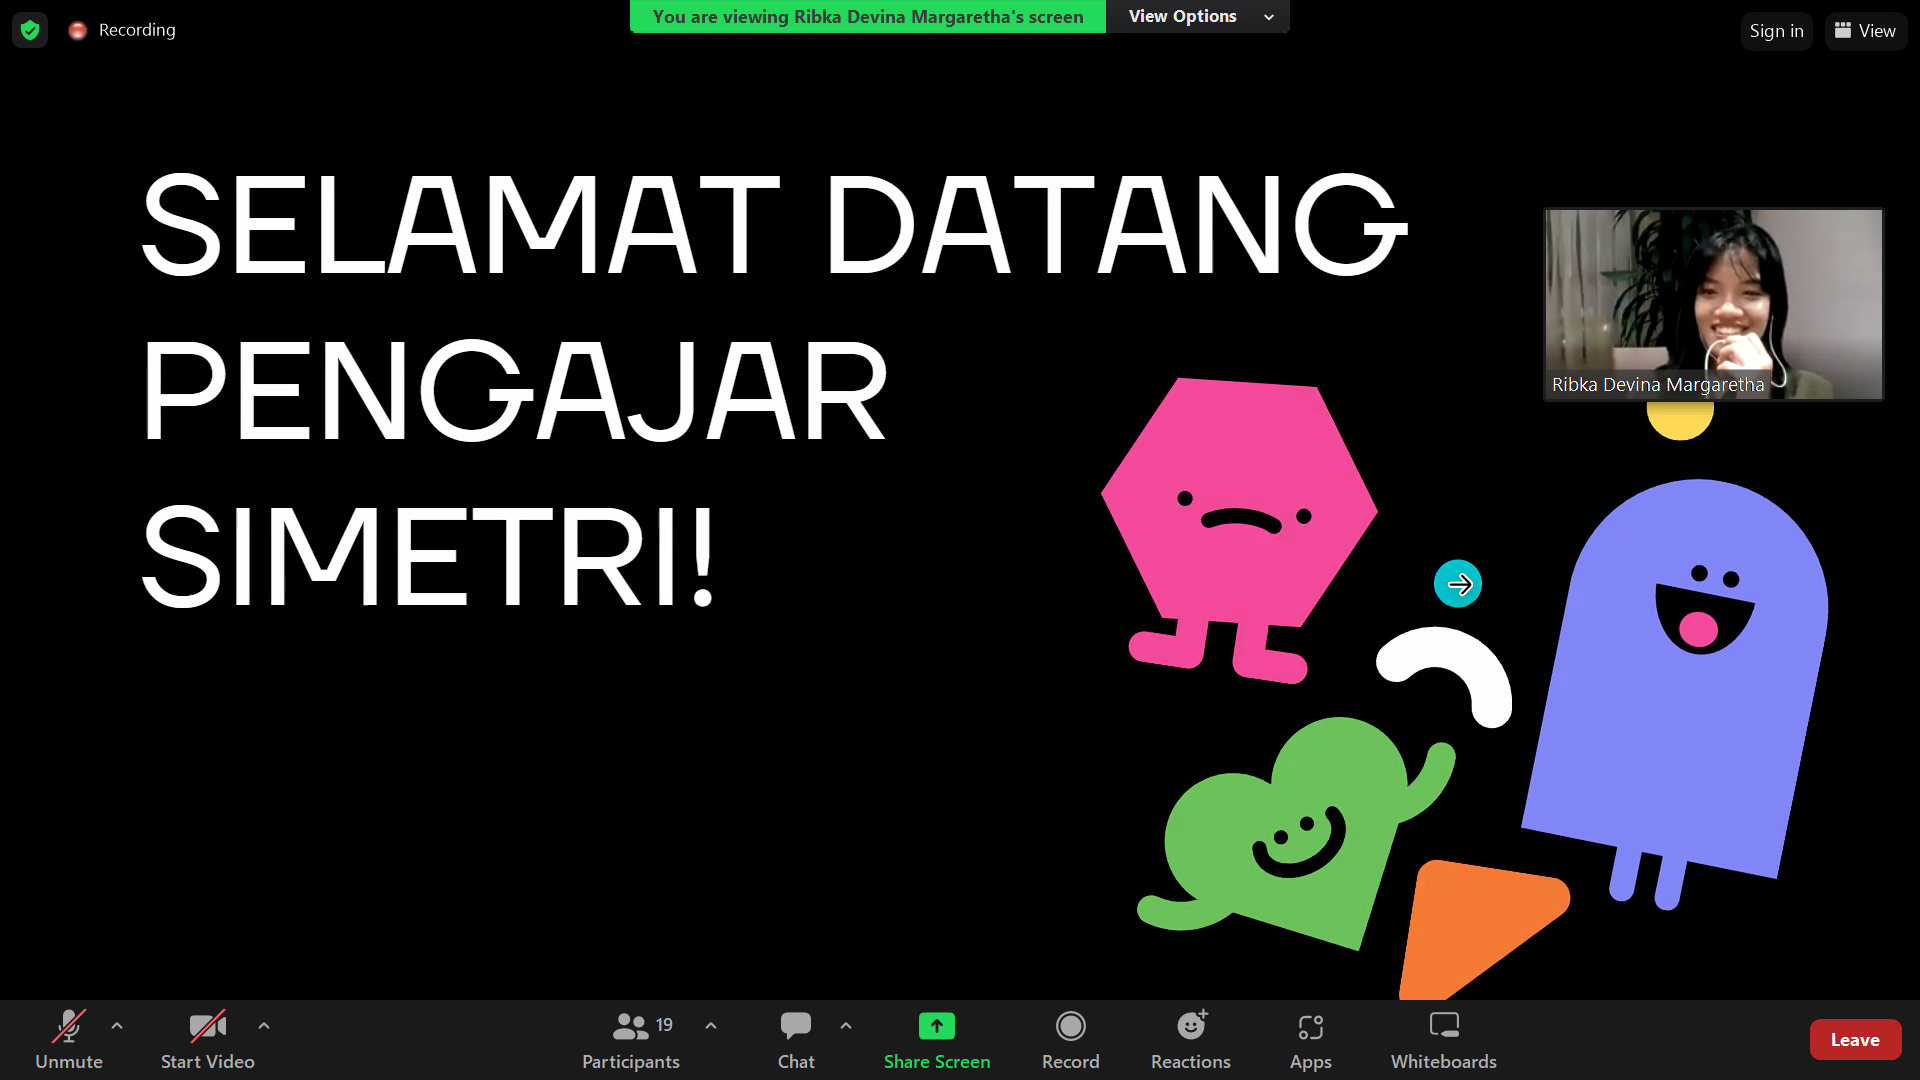 Recording
You are viewing Ribka Devina Margaretha's screen
View Options
Sign in
View
SELAMAT DATANG
PENGAJAR
SIMETRI!
Ribka Devina Margaretha
19
Unmute
Start Video
Participants
Chat
Share Screen
Record
Reactions
Apps
Whiteboards
Leave